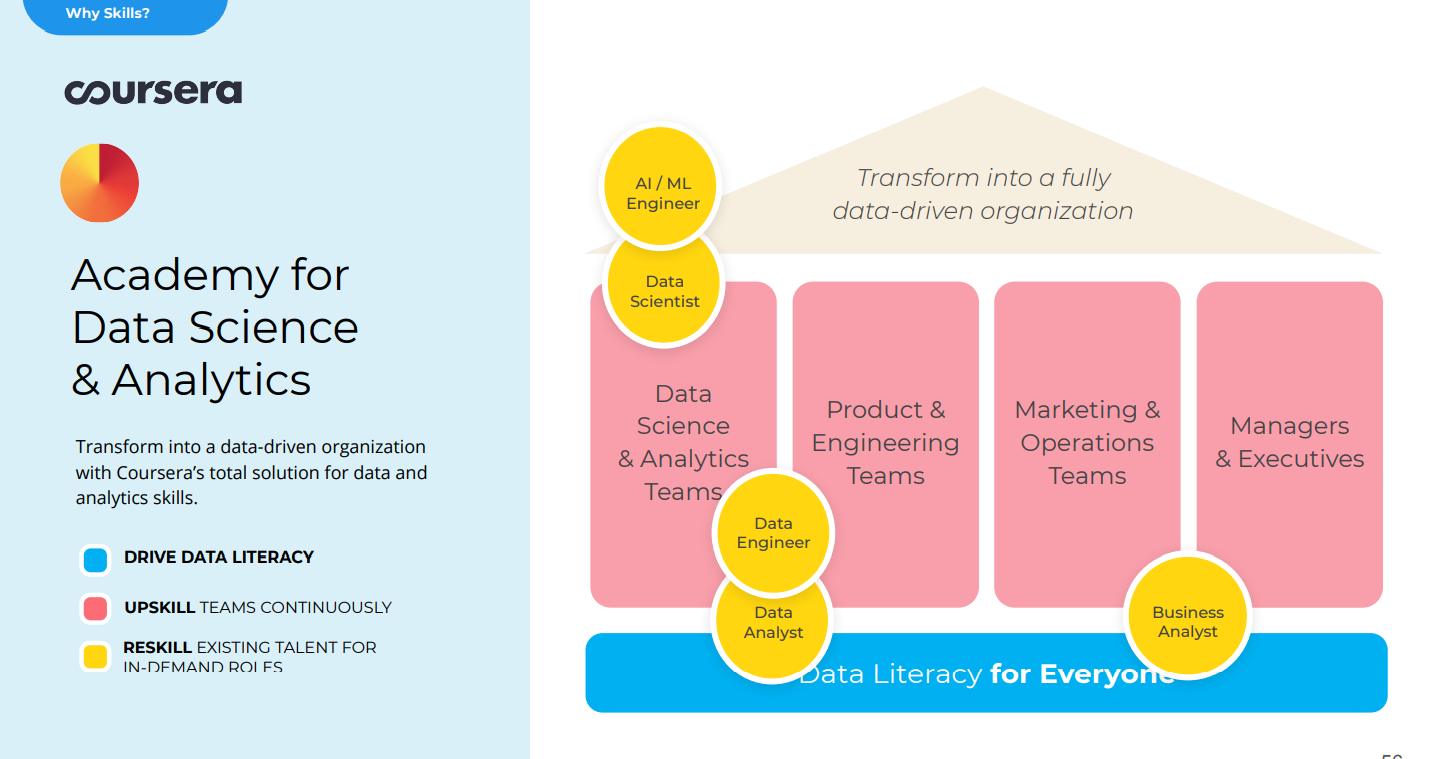 Why Skills?
coursera
Academy for
Data Science
& Analytics
Transform into a data-driven organization
with Coursera's total solution for data and
analytics skills.
DRIVE DATA LITERACY
UPSKILL TEAMS CONTINUOUSLY
RESKILL EXISTING TALENT FOR
IN-DEMAND ROLES
Transform into a fully
data-driven organization
AI / ML
Engineer
Data
Scientist
Data
Science
& Analytics
Teams
Product &
Engineering
Teams
Marketing &
Operations
Teams
Managers
& Executives
Data
Engineer
Data
Analyst
Business
Analyst
Data Literacy for Everyone